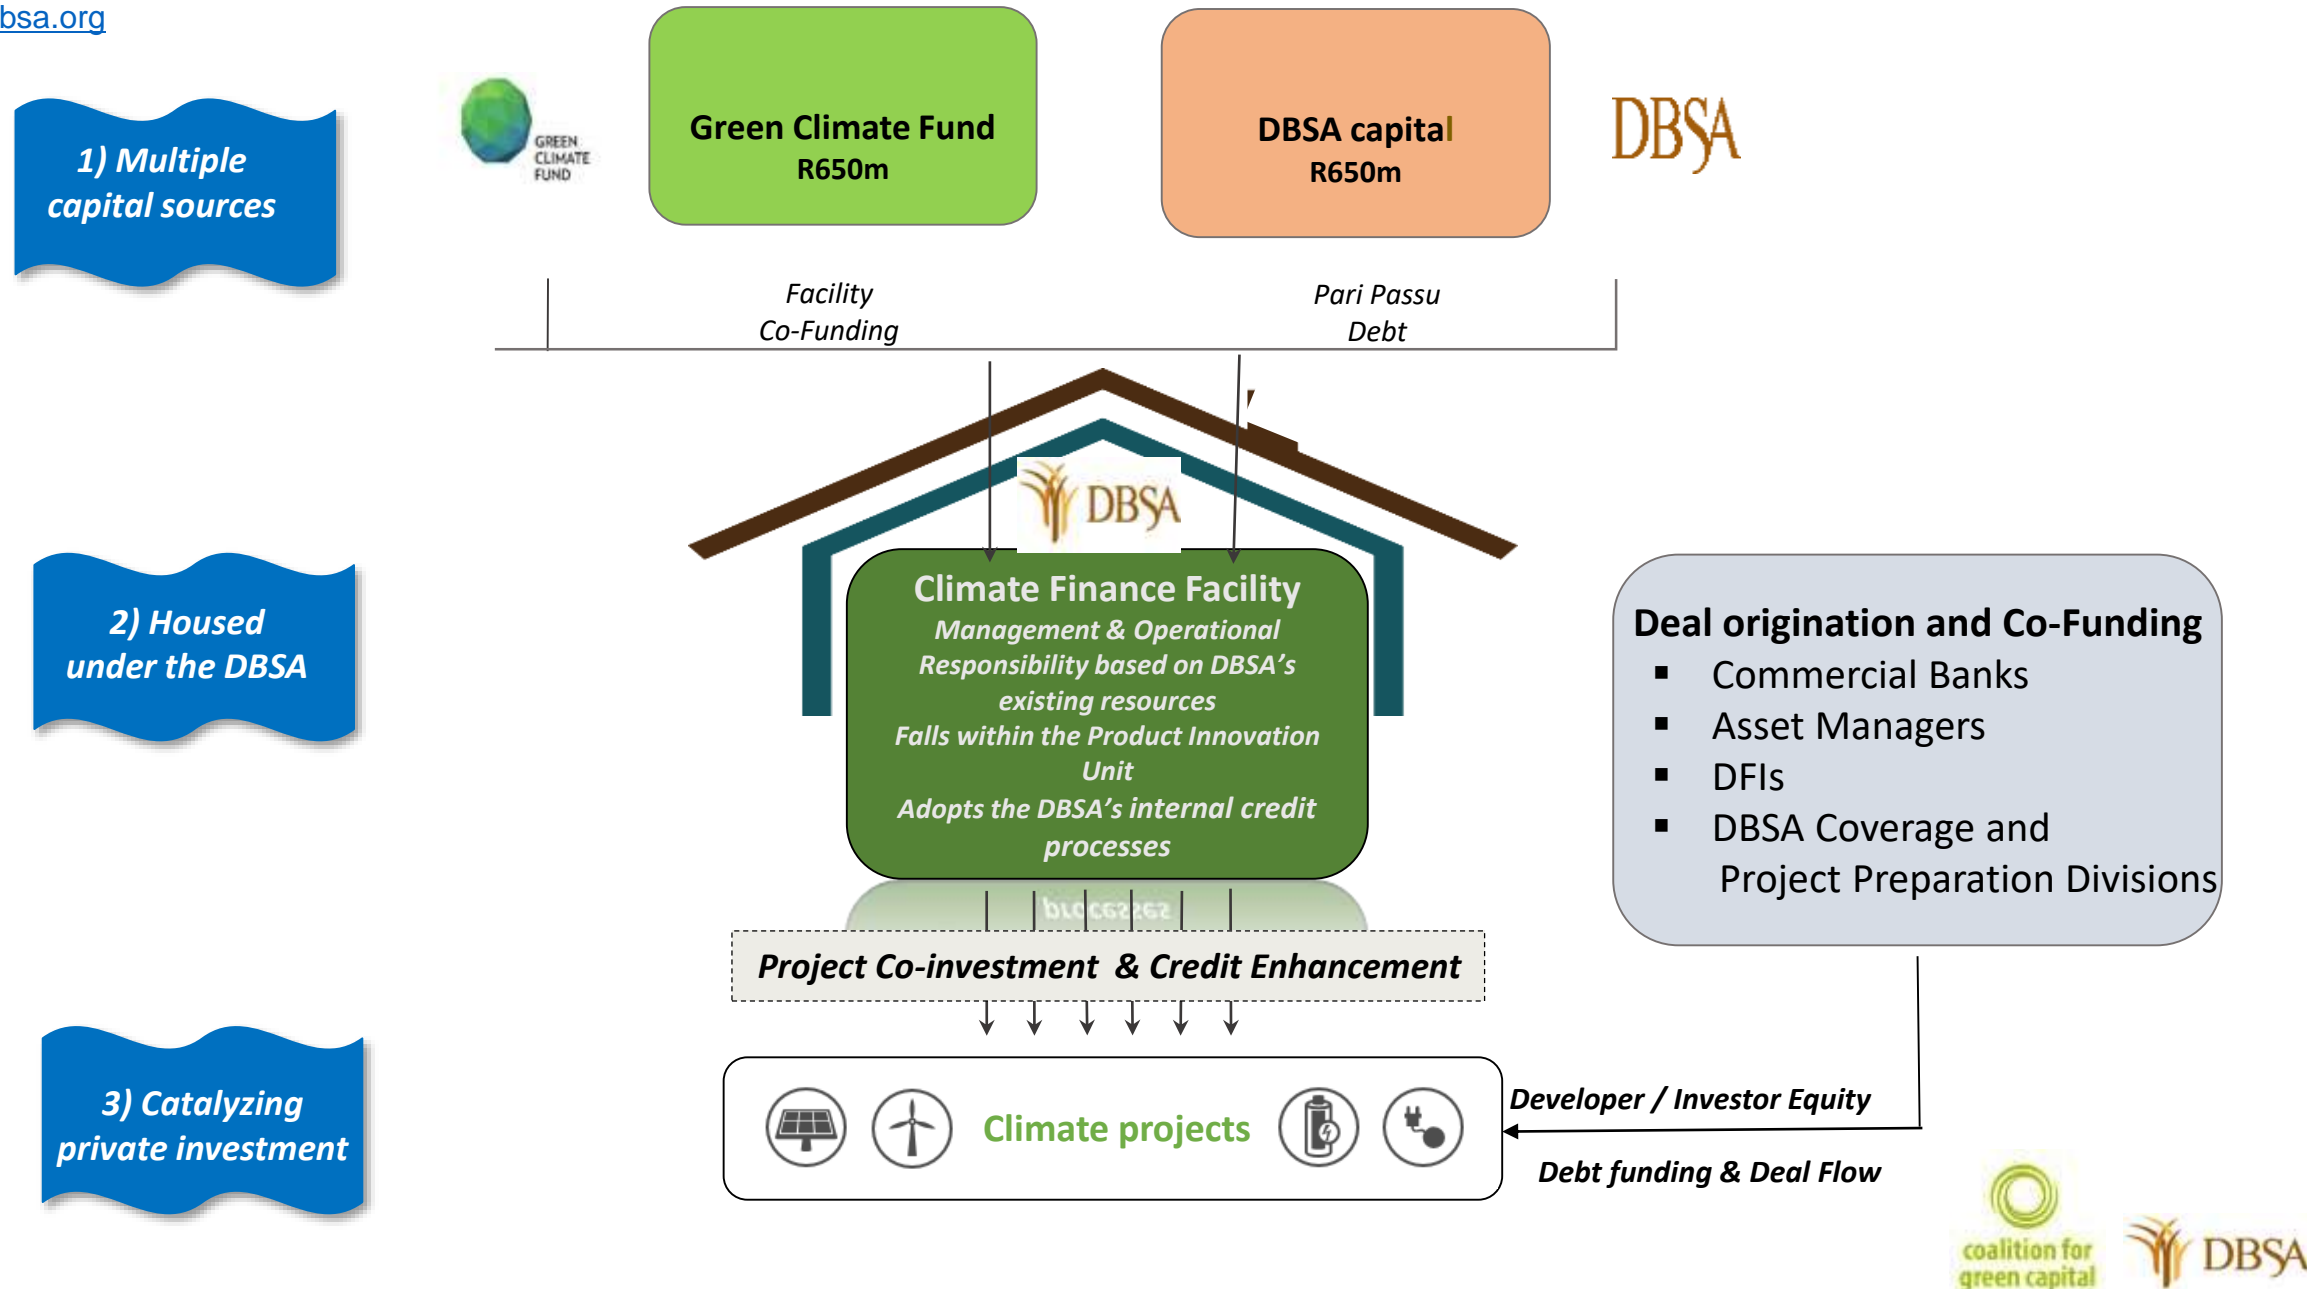 bsa.org
1) Multiple
capital sources
GREEN
CLIMATE
FUND
Green Climate Fund
R650m
DBSA capital
R650m
DBSA
Facility
Co-Funding
Pari Passu
Debt
DBSA
2) Housed
under the DBSA
Climate Finance Facility
Management & Operational
Responsibility based on DBSA's
existing resources
Falls within the Product Innovation
Unit
Adopts the DBSA's internal credit
processes
Deal origination and Co-Funding
▪ Commercial Banks
▪ Asset Managers
▪ DFIs
▪ DBSA Coverage and
Project Preparation Divisions
processes
Project Co-investment & Credit Enhancement
3) Catalyzing
private investment
Climate projects
Developer / Investor Equity
Debt funding & Deal Flow
coalition for
green capital
DBSA